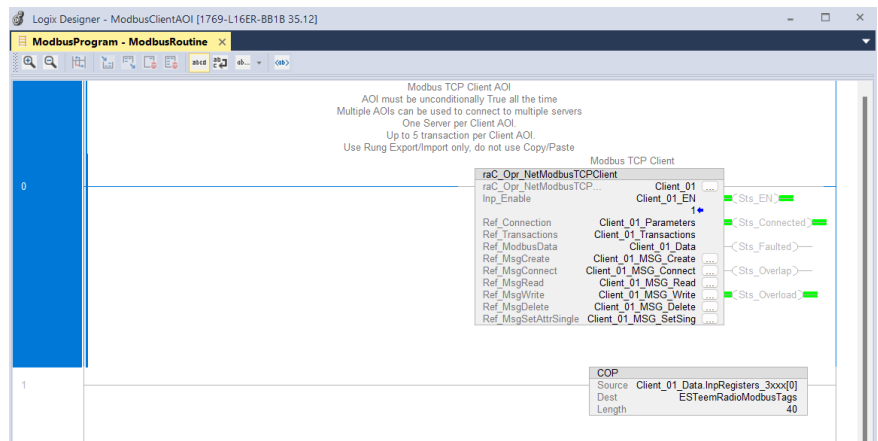 Logix Designer - ModbusClientAOI [1769-L16ER-BB1B 35.12]
ModbusProgram - ModbusRoutine
abcd
ab...
<ab>
Modbus TCP Client AOI
AOI must be unconditionally True all the time
Multiple AOIs can be used to connect to multiple servers
One Server per Client AOI.
Up to 5 transaction per Client AOI.
Use Rung Export/Import only, do not use Copy/Paste
Modbus TCP Client
raC_Opr_NetModbusTCPClient
0
raC_Opr_NetModbusTCP... Client_01 ...
Inp_Enable Client_01_EN Sts_EN
1
Ref_Connection Client_01_Parameters Sts_Connected
Ref_Transactions Client_01_Transactions
Ref_ModbusData Client_01_Data Sts_Faulted
Ref_MsgCreate Client_01_MSG_Create ...
Ref_MsgConnect Client_01_MSG_Connect ... Sts_Overlap
Ref_MsgRead Client_01_MSG_Read ...
Ref_MsgWrite Client_01_MSG_Write ... Sts_Overload
Ref_MsgDelete Client_01_MSG_Delete ...
Ref_MsgSetAttrSingle Client_01_MSG_SetSing ...
COP
1
Source Client_01_Data.InpRegisters_3xxx[0]
Dest ESTeemRadioModbusTags
Length 40